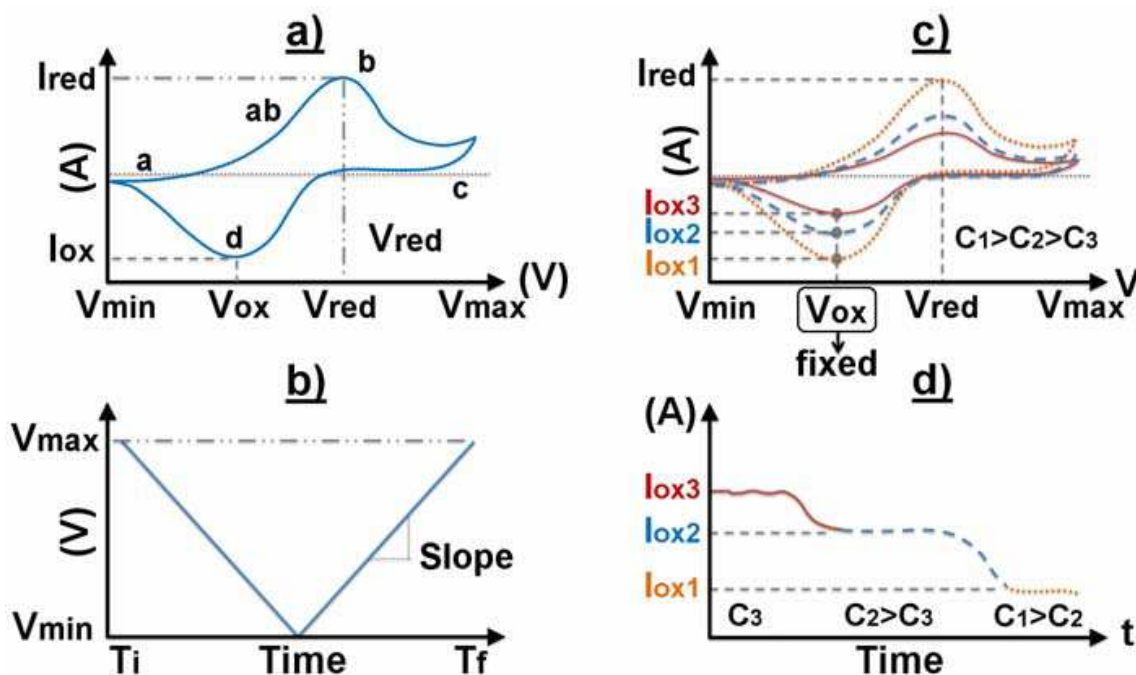 a)
Ired
b
ab
(A)
a
c
Iox
d
Vred
(V)
Vmin
Vox
Vred
Vmax
c)
Ired
(A)
Iox3
Iox2
Iox1
C1>C2>C3
V
Vmin
Vox
Vred
Vmax
fixed
b)
Vmax
(V)
Slope
Vmin
Ti
Time
Tf
d)
(A)
Iox3
Iox2
Iox1
C3
C2>C3
C1>C2
t
Time